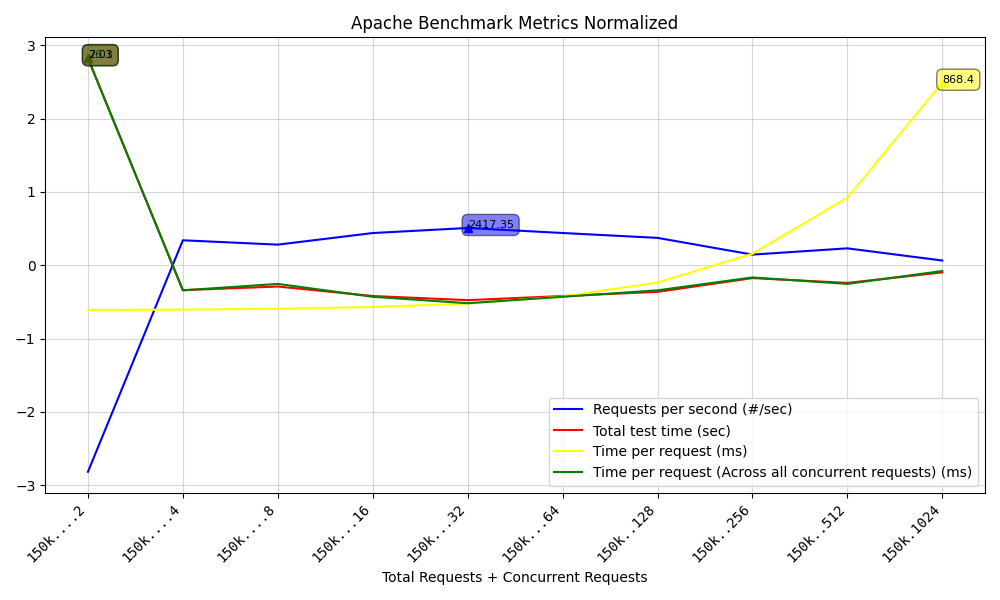 Apache Benchmark Metrics Normalized
3
2
1
0
−1
−2
−3
2.03
2417.35
868.4
Requests per second (#/sec)
Total test time (sec)
Time per request (ms)
Time per request (Across all concurrent requests) (ms)
150k....2
150k....4
150k....8
150k...16
150k...32
150k...64
150k..128
150k..256
150k..512
150k.1024
Total Requests + Concurrent Requests